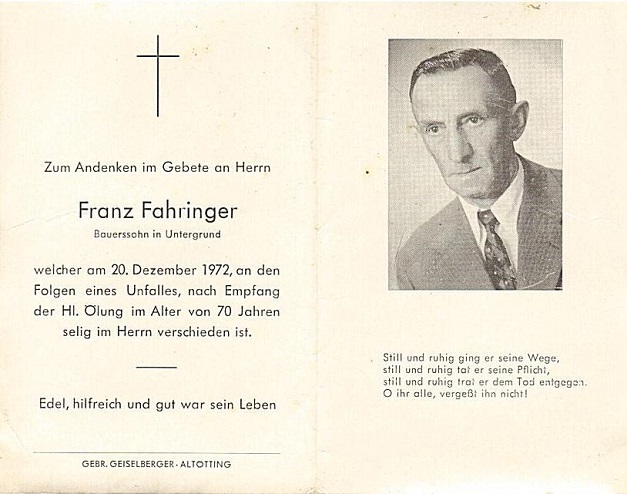 Zum Andenken im Gebete an Herrn
Franz Fahringer
Bauerssohn in Untergrund
welcher am 20. Dezember 1972, an den
Folgen eines Unfalles, nach Empfang
der Hl. Ölung im Alter von 70 Jahren
selig im Herrn verschieden ist.
Edel, hilfreich und gut war sein Leben
GEBR. GEISELBERGER - ALTÖTTING
Still und ruhig ging er seine Wege,
still und ruhig tat er seine Pflicht,
still und ruhig trat er dem Tod entgegen.
O ihr alle, vergeßt ihn nicht!